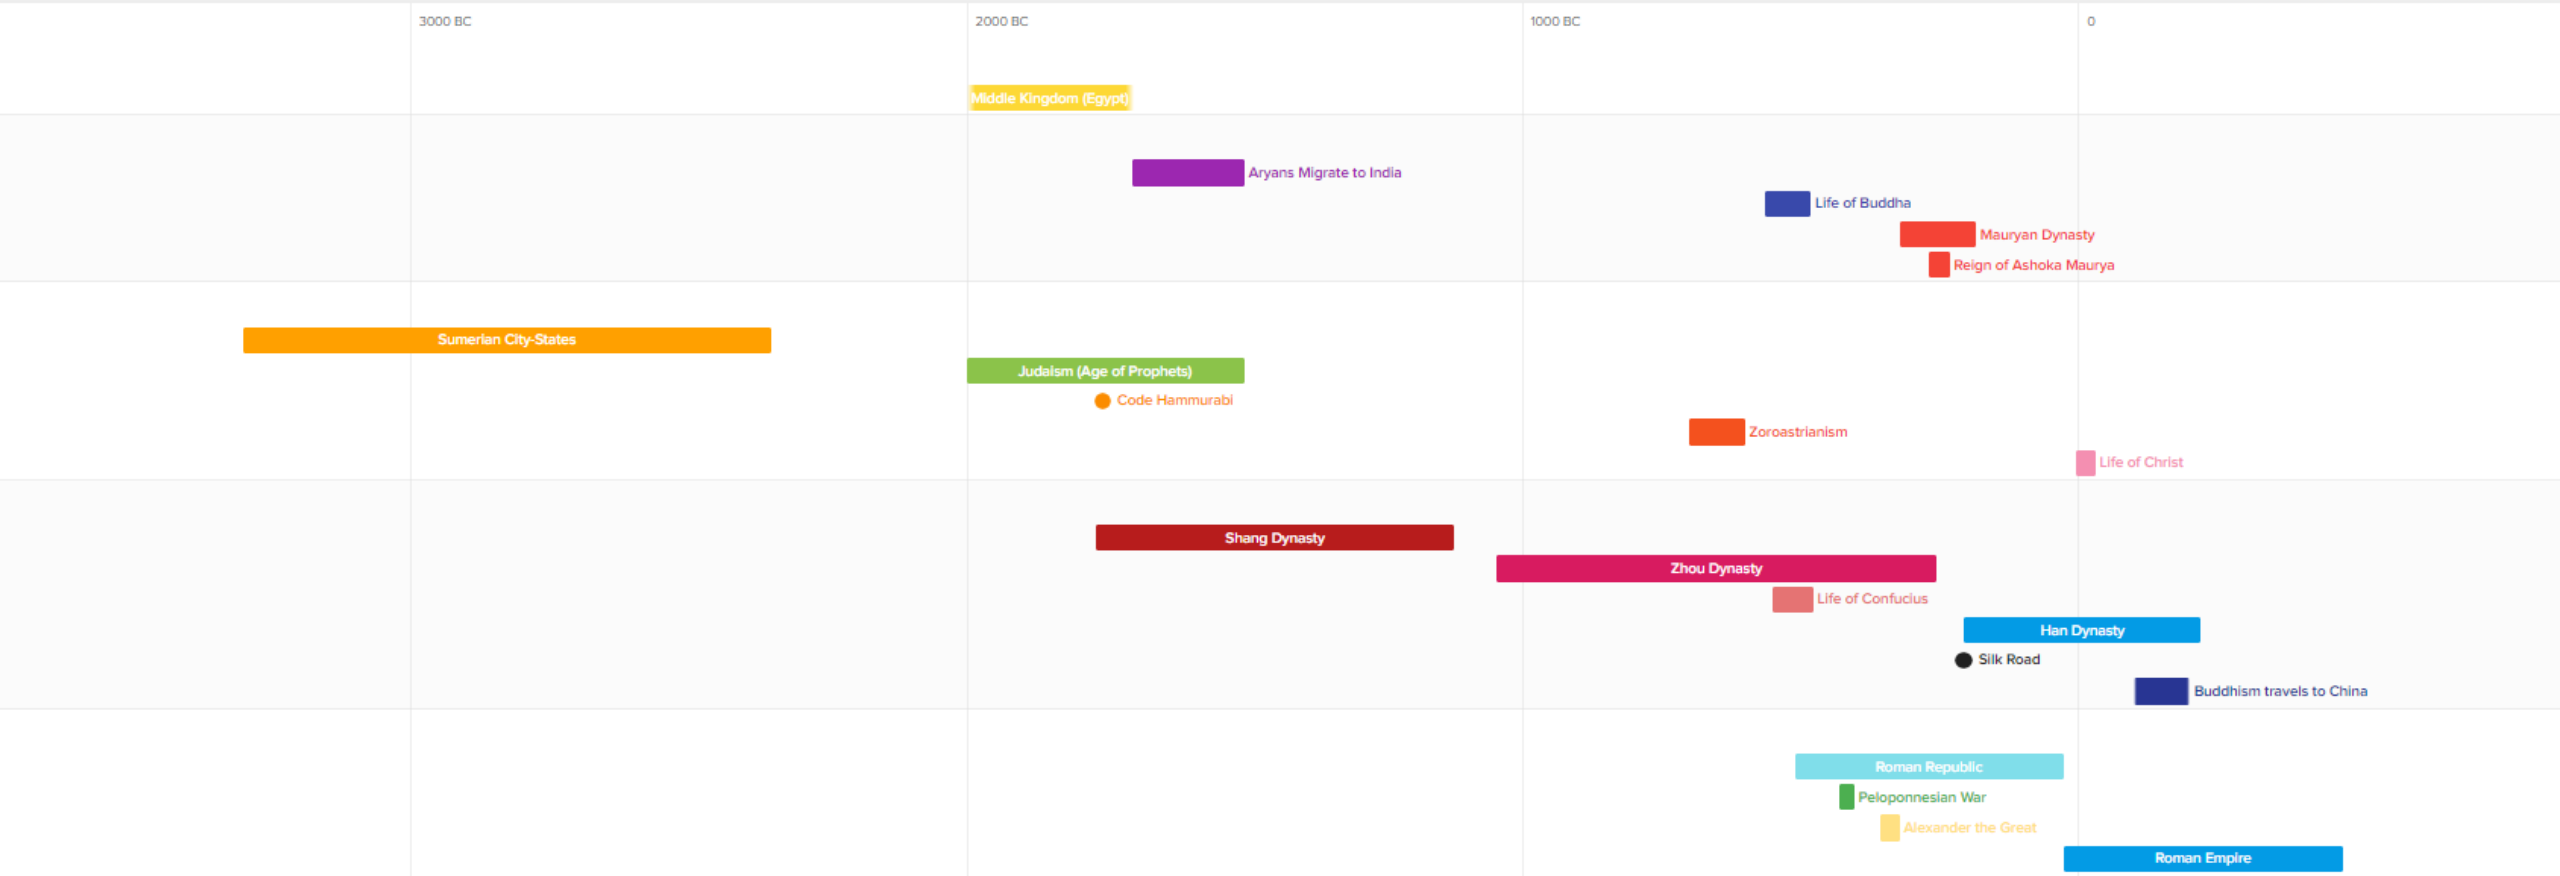 3000 BC
2000 BC
1000 BC
0
Middle Kingdom (Egypt)
Aryans Migrate to India
Life of Buddha
Mauryan Dynasty
Reign of Ashoka Maurya
Sumerian City-States
Judaism (Age of Prophets)
Code Hammurabi
Zoroastrianism
Life of Christ
Shang Dynasty
Zhou Dynasty
Life of Confucius
Han Dynasty
Silk Road
Buddhism travels to China
Roman Republic
Peloponnesian War
Alexander the Great
Roman Empire